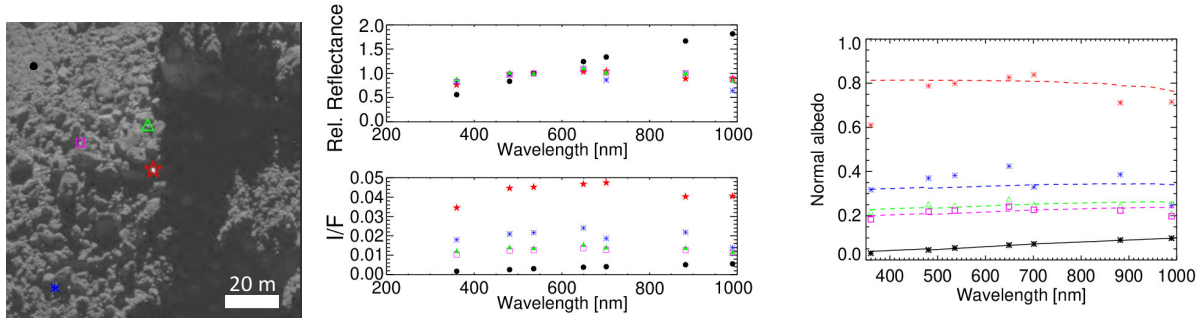 20 m
Rel. Reflectance
2.0
1.5
1.0
0.5
0.0
200 400 600 800 1000
Wavelength [nm]
I/F
0.05
0.04
0.03
0.02
0.01
0.00
200 400 600 800 1000
Wavelength [nm]
Normal albedo
1.0
0.8
0.6
0.4
0.2
0.0
400 500 600 700 800 900 1000
Wavelength [nm]